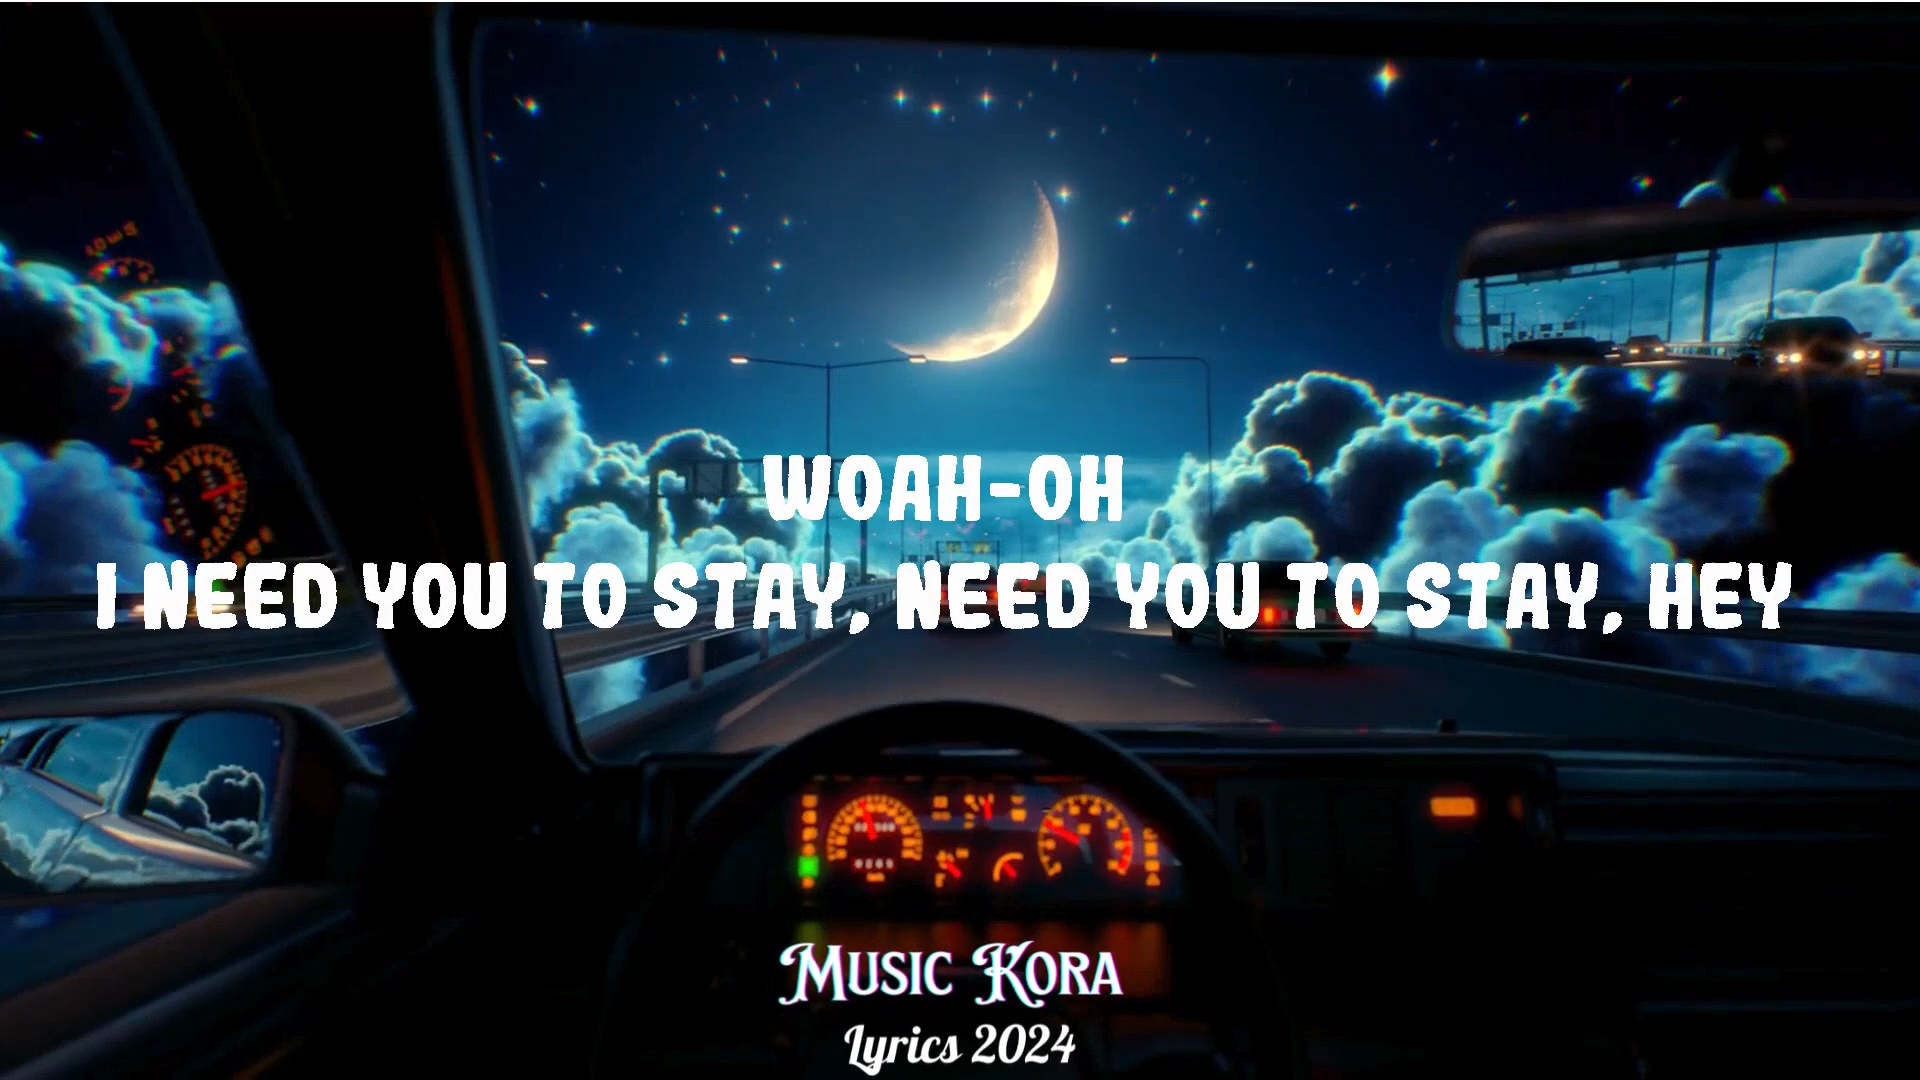 WOAH-OH
I NEED YOU TO STAY, NEED YOU TO STAY, HEY
MUSIC KORA
Lyrics 2024